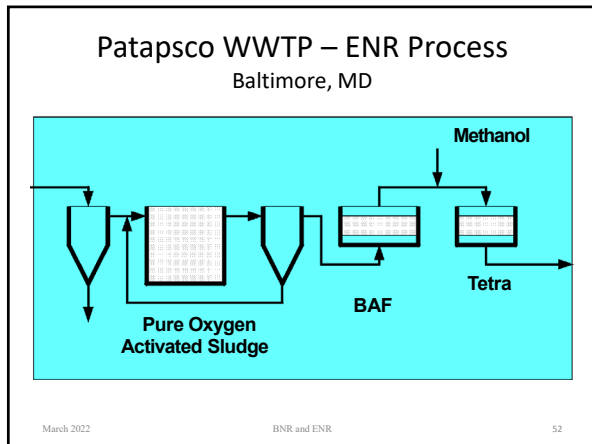 Patapsco WWTP – ENR Process
Baltimore, MD
Methanol
Tetra
BAF
Pure Oxygen
Activated Sludge
March 2022
BNR and ENR
52